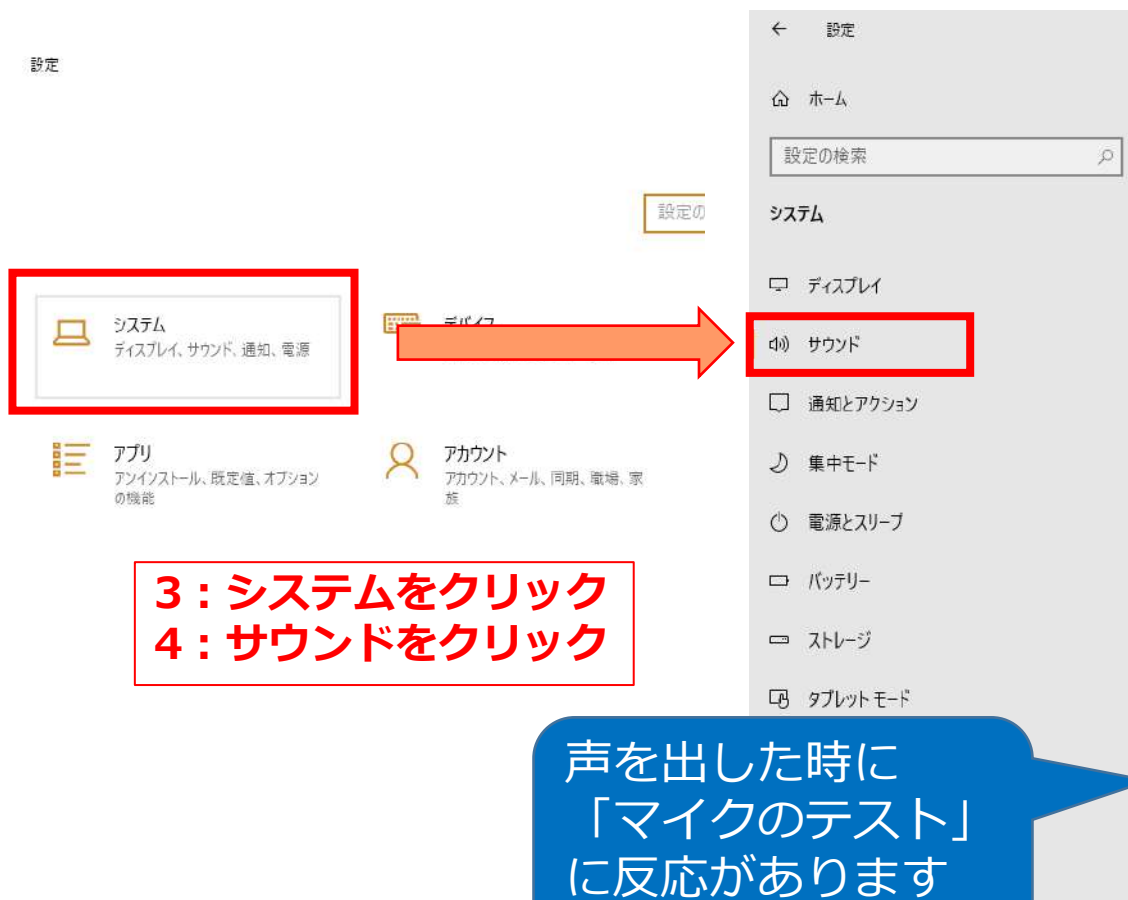 設定
設定の
システム
ディスプレイ、サウンド、通知、電源
デバイス
アプリ
アンインストール、既定値、オプション
の機能
アカウント
アカウント、メール、同期、職場、家
族
3：システムをクリック
4：サウンドをクリック
← 設定
ホーム
設定の検索
システム
ディスプレイ
サウンド
通知とアクション
集中モード
電源とスリープ
バッテリー
ストレージ
タブレット モード
声を出した時に
「マイクのテスト」
に反応があります